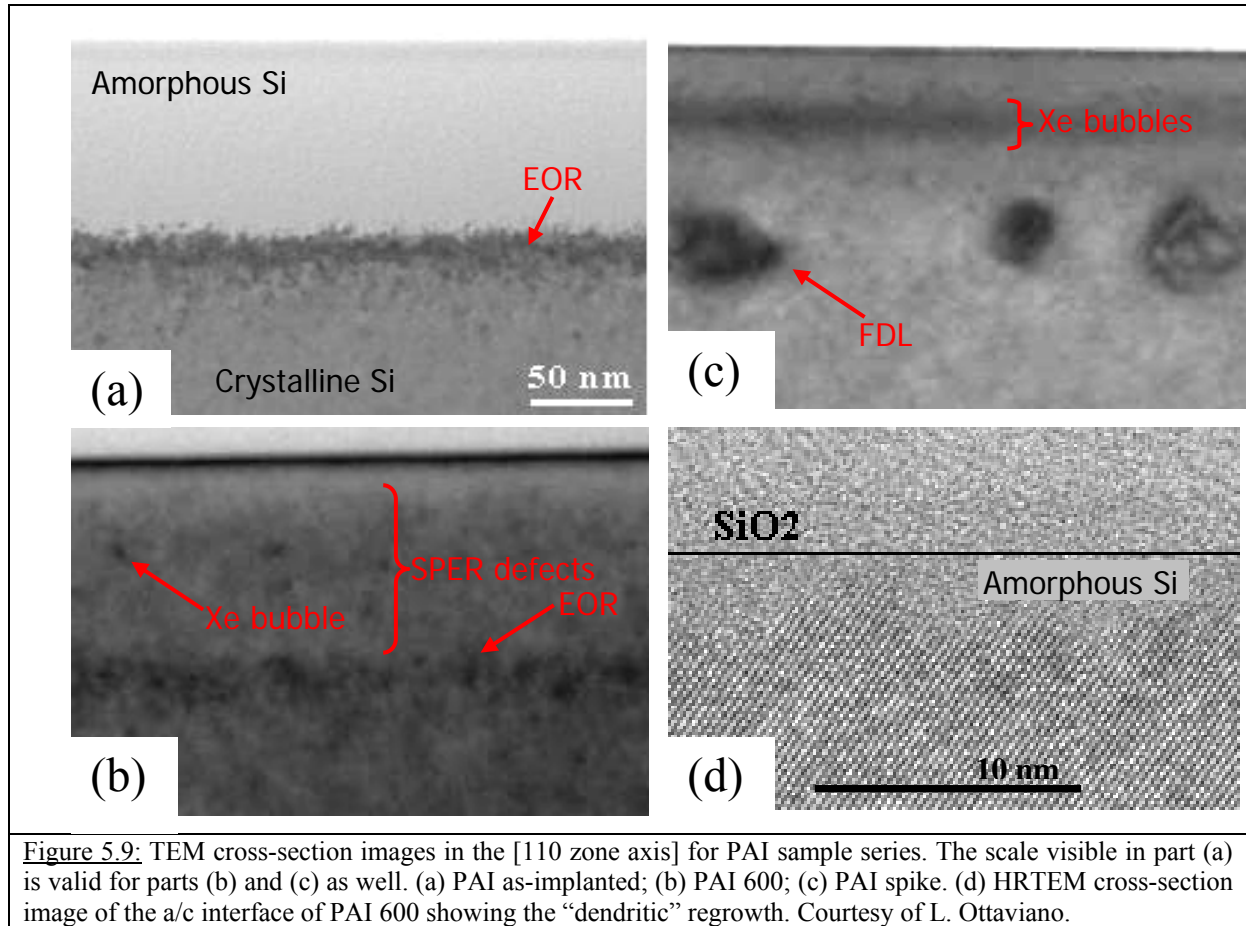 Amorphous Si
EOR
Crystalline Si
50 nm
(a)
Xe bubbles
FDL
(c)
SPER defects
Xe bubble
EOR
(b)
SiO2
Amorphous Si
10 nm
(d)
Figure 5.9: TEM cross-section images in the [110 zone axis] for PAI sample series. The scale visible in part (a)
is valid for parts (b) and (c) as well. (a) PAI as-implanted; (b) PAI 600; (c) PAI spike. (d) HRTEM cross-section
image of the a/c interface of PAI 600 showing the “dendritic” regrowth. Courtesy of L. Ottaviano.